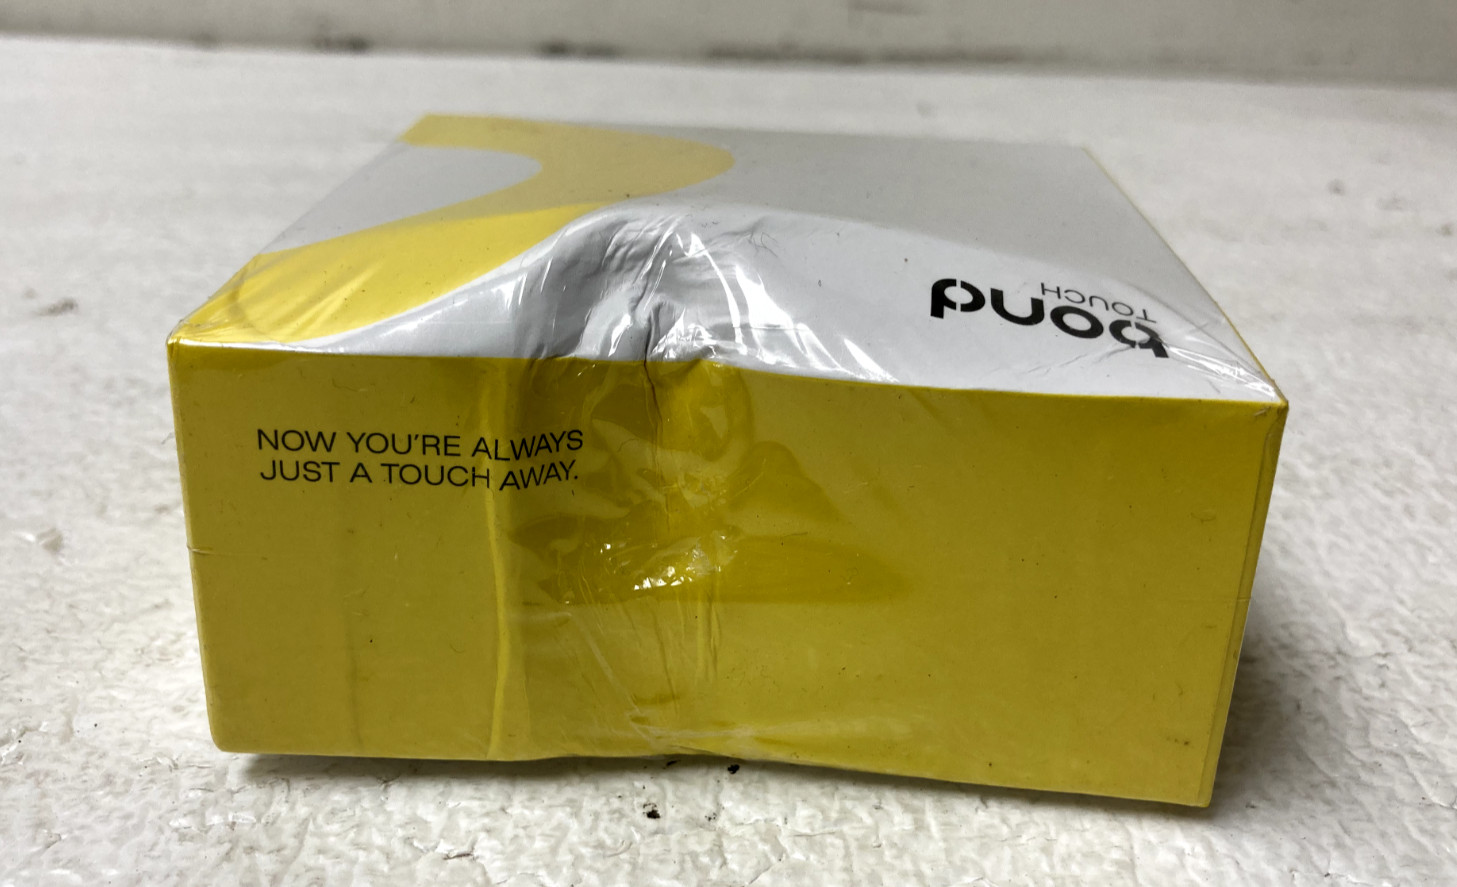 bond
TOUCH
NOW YOU'RE ALWAYS
JUST A TOUCH AWAY.